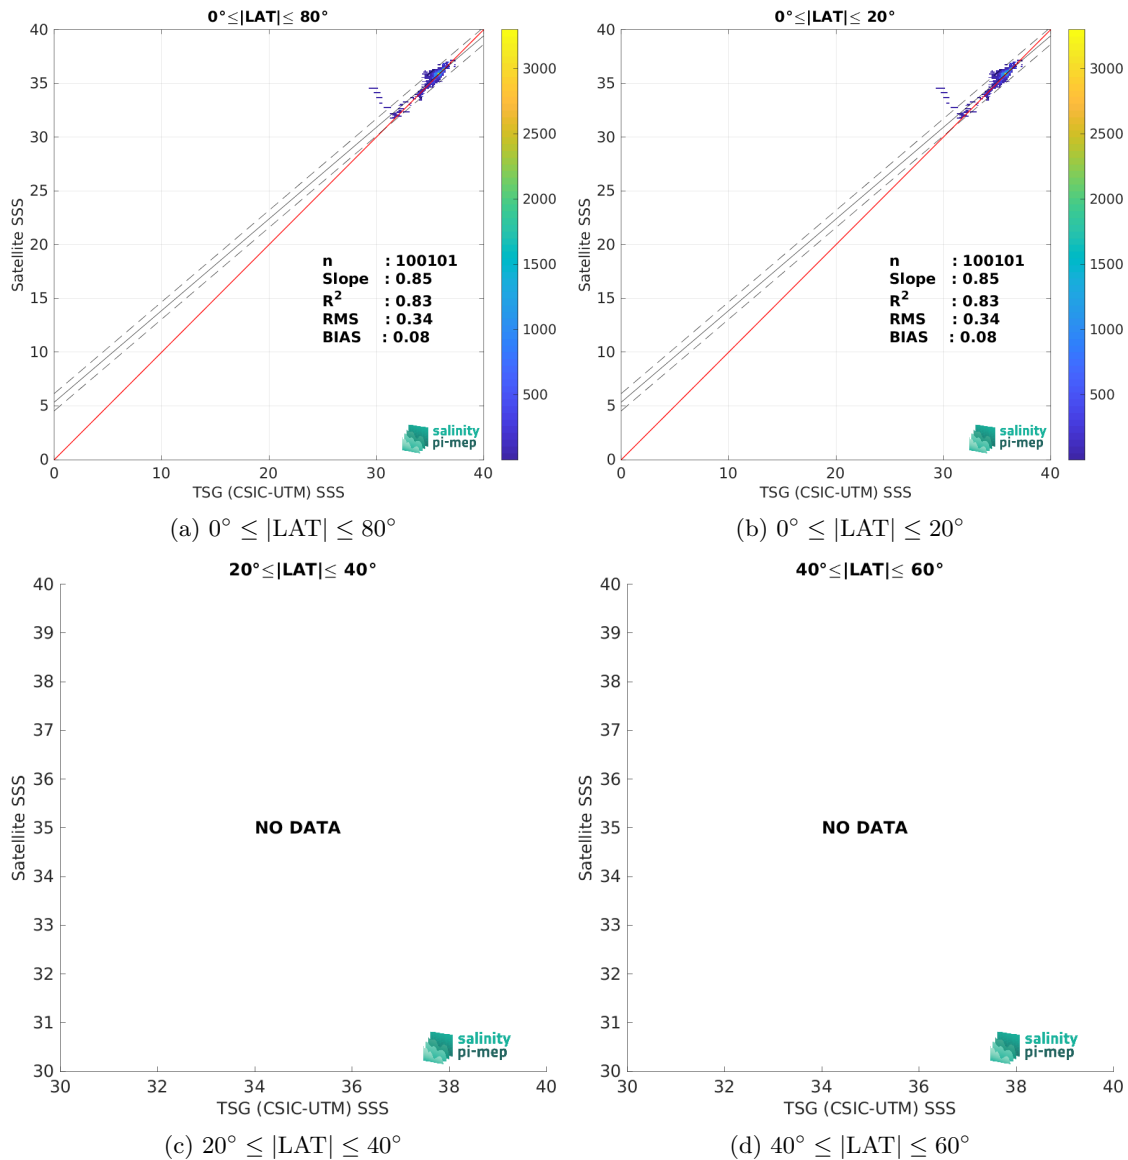 0°≤|LAT|≤ 80°
40
35
30
25
20
15
10
5
0
Satellite SSS
n : 100101
Slope : 0.85
R² : 0.83
RMS : 0.34
BIAS : 0.08
salinity
pi-mep
0 10 20 30 40
TSG (CSIC-UTM) SSS
3000
2500
2000
1500
1000
500
(a) 0° ≤ |LAT| ≤ 80°
0°≤|LAT|≤ 20°
40
35
30
25
20
15
10
5
0
Satellite SSS
n : 100101
Slope : 0.85
R² : 0.83
RMS : 0.34
BIAS : 0.08
salinity
pi-mep
0 10 20 30 40
TSG (CSIC-UTM) SSS
3000
2500
2000
1500
1000
500
(b) 0° ≤ |LAT| ≤ 20°
20°≤|LAT|≤ 40°
40
39
38
37
36
35
34
33
32
31
30
Satellite SSS
NO DATA
salinity
pi-mep
30 32 34 36 38 40
TSG (CSIC-UTM) SSS
(c) 20° ≤ |LAT| ≤ 40°
40°≤|LAT|≤ 60°
40
39
38
37
36
35
34
33
32
31
30
Satellite SSS
NO DATA
salinity
pi-mep
30 32 34 36 38 40
TSG (CSIC-UTM) SSS
(d) 40° ≤ |LAT| ≤ 60°